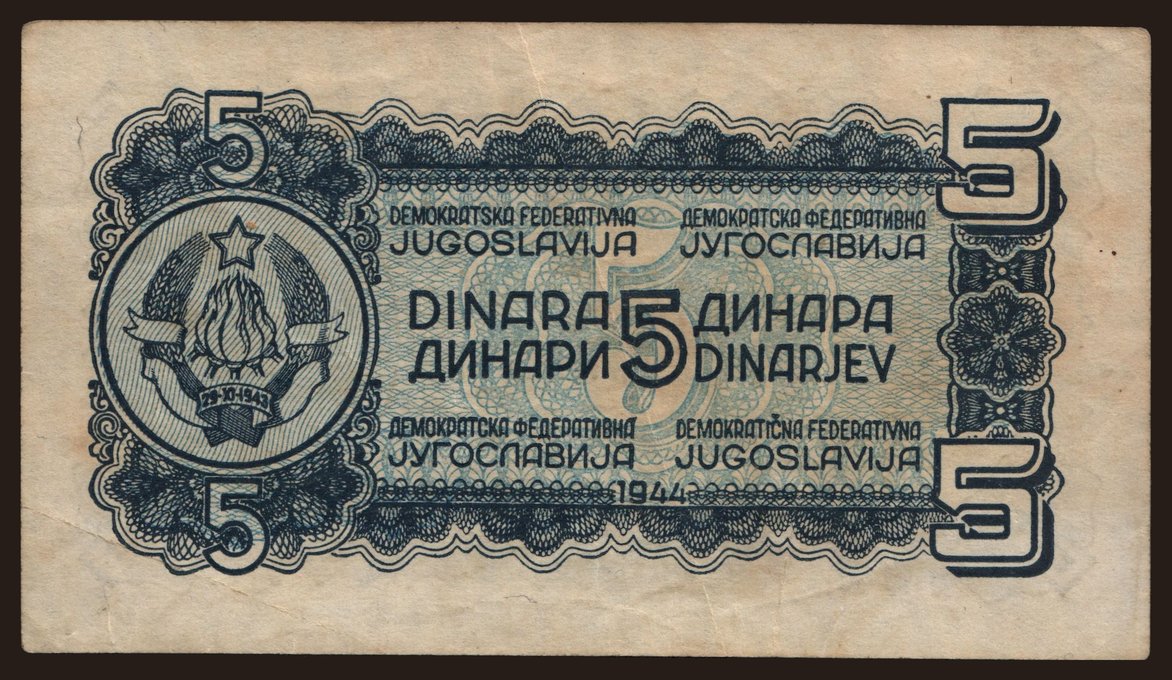 5
5
DEMOKRATSKA FEDERATIVNA
JUGOSLAVIJA
ДЕМОКРАТСКА ФЕДЕРАТИВНА
ЈУГОСЛАВИЈА
DINARA 5 ДИНАРА
ДИНАРИ DINARJEV
29·XI·1943
ДЕМОКРАТСКА ФЕДЕРАТИВНА
ЈУГОСЛАВИЈА
DEMOKRATIČNA FEDERATIVNA
JUGOSLAVIJA
1944
5
5
5